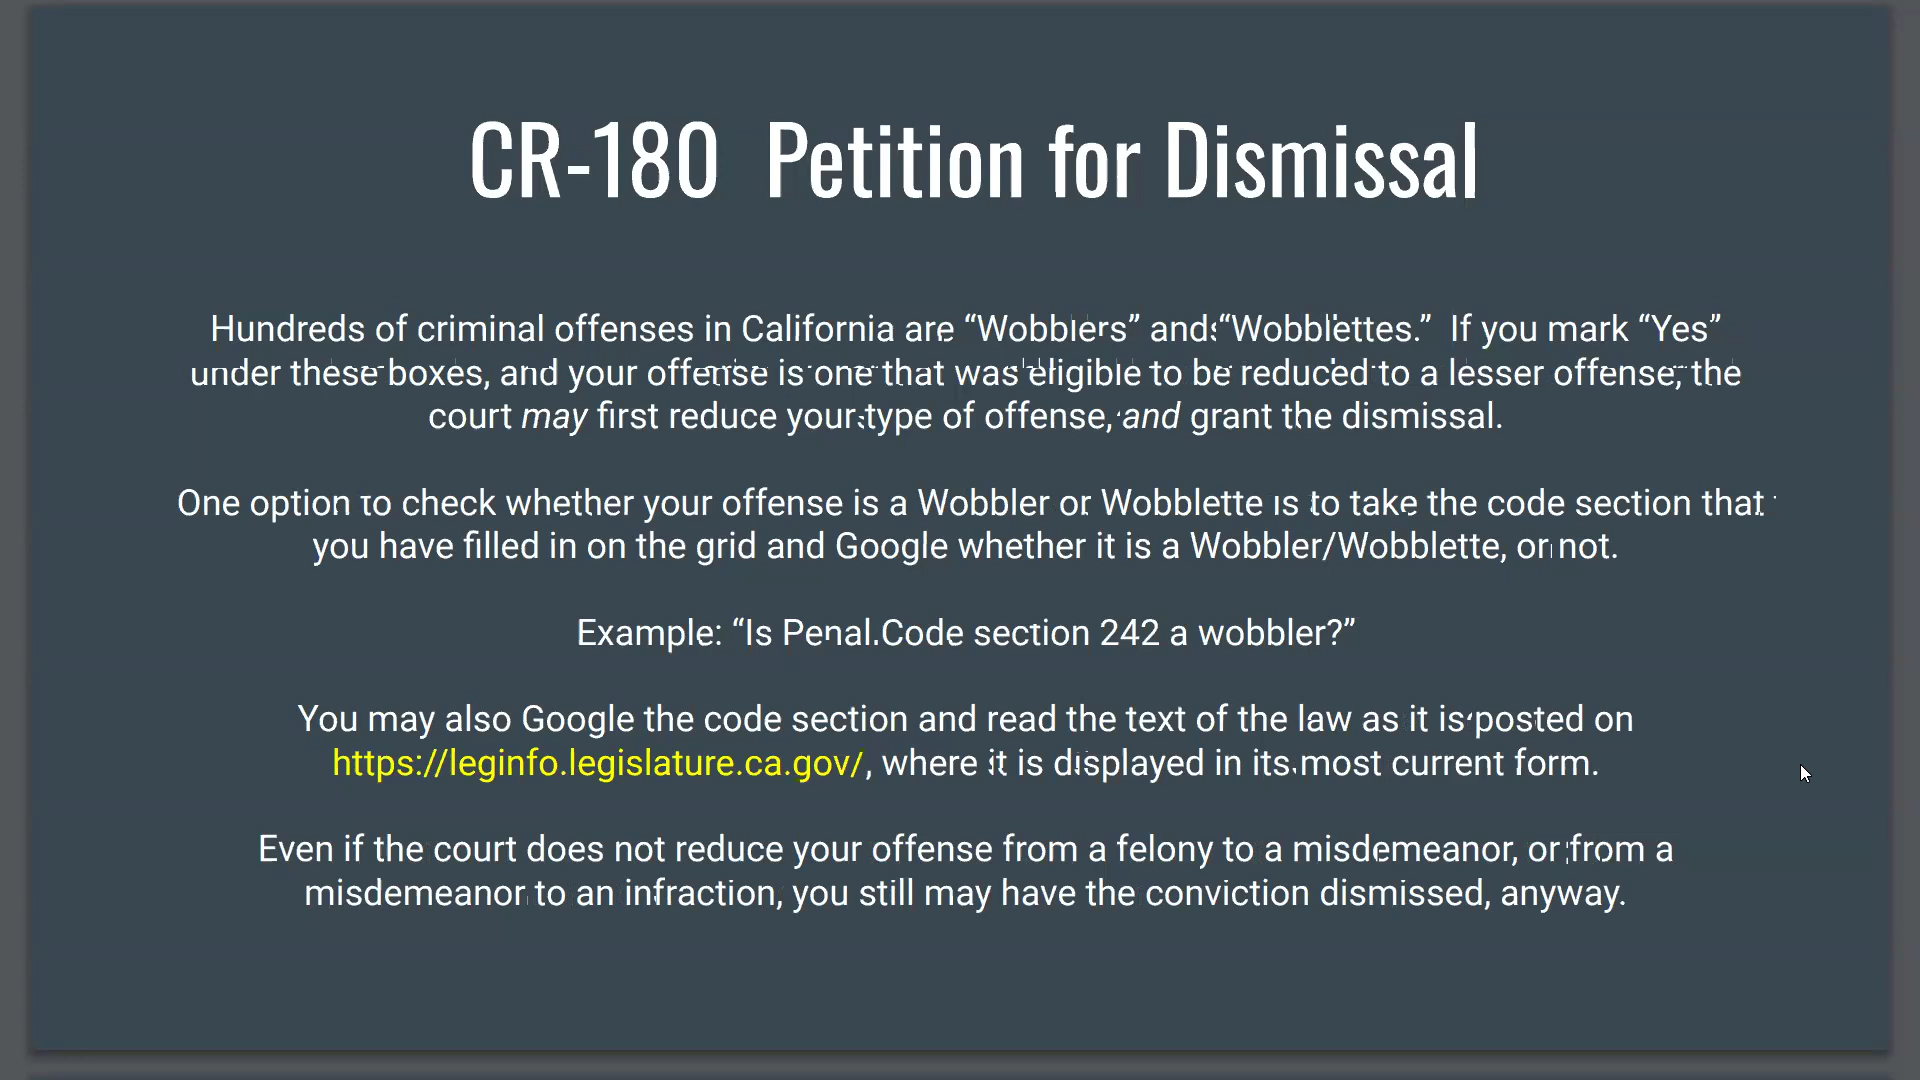 CR-180 Petition for Dismissal
Hundreds of criminal offenses in California are “Wobblers” and “Wobblettes.” If you mark “Yes”
under these boxes, and your offense is one that was eligible to be reduced to a lesser offense, the
court may first reduce your type of offense, and grant the dismissal.
One option to check whether your offense is a Wobbler or Wobblette is to take the code section that
you have filled in on the grid and Google whether it is a Wobbler/Wobblette, or not.
Example: “Is Penal Code section 242 a wobbler?”
You may also Google the code section and read the text of the law as it is posted on
https://leginfo.legislature.ca.gov/, where it is displayed in its most current form.
Even if the court does not reduce your offense from a felony to a misdemeanor, or from a
misdemeanor to an infraction, you still may have the conviction dismissed, anyway.